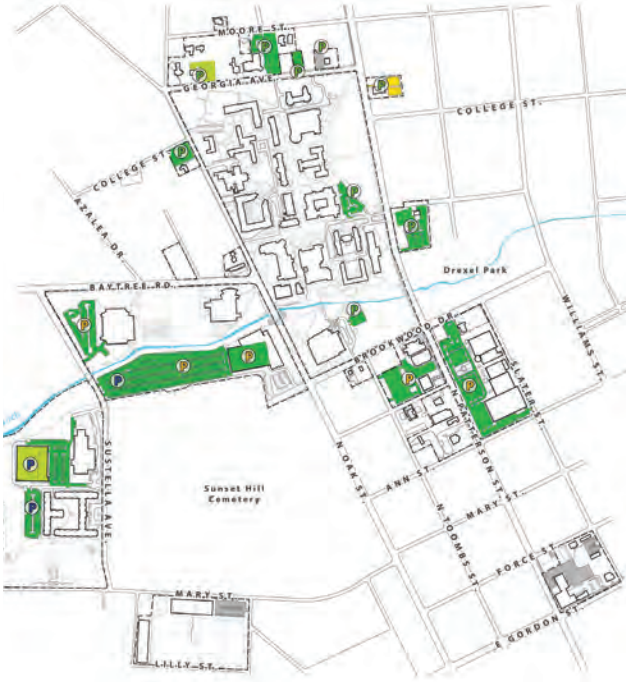 MOORE ST.
P
P
P
P
GEORGIA AVE.
P
COLLEGE ST.
COLLEGE ST.
P
AZALEA DR.
P
P
Drexel Park
BAYTREE RD.
P
P
WILLIAMS ST.
BROOKWOOD DR.
P
P
P
P
P
P
SLATER ST.
N PATTERSON ST.
SUSTELLA AVE.
N OAK ST.
ANN ST.
P
Sunset Hill
Cemetery
MARY ST.
P
N TOOMBS ST.
FORCE ST.
MARY ST.
E GORDON ST.
LILLY ST.